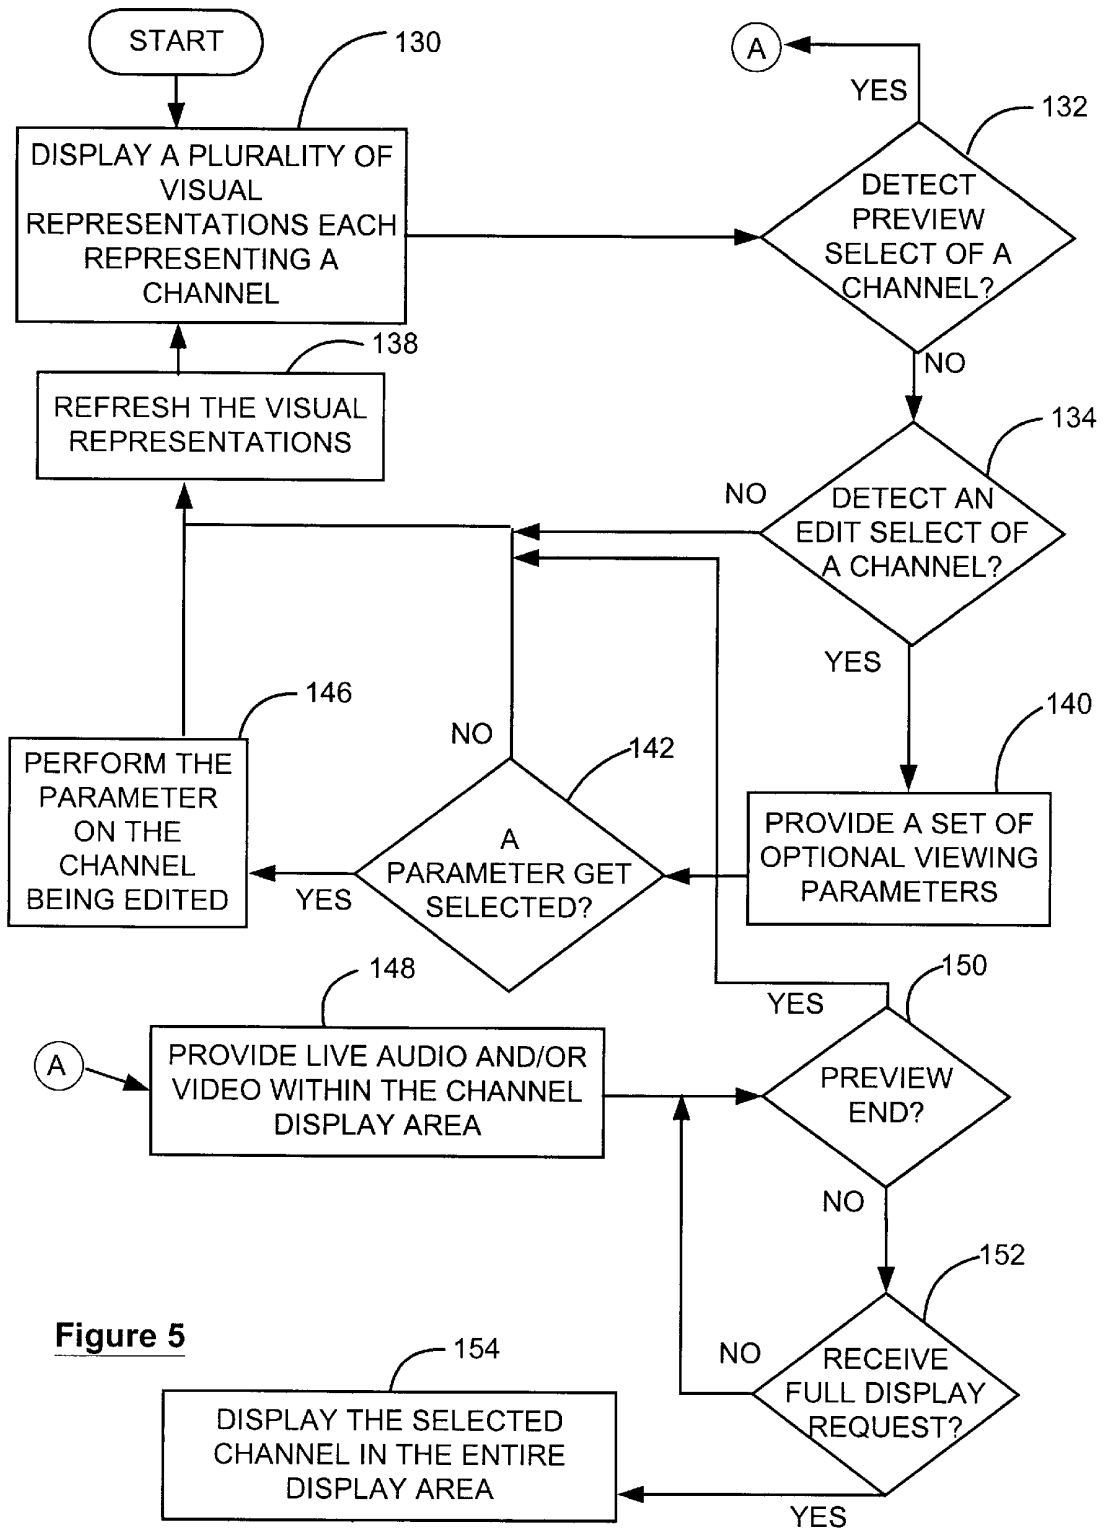 START
130
A
YES
132
DISPLAY A PLURALITY OF
VISUAL
REPRESENTATIONS EACH
REPRESENTING A
CHANNEL
DETECT
PREVIEW
SELECT OF A
CHANNEL?
138
NO
REFRESH THE VISUAL
REPRESENTATIONS
134
NO
DETECT AN
EDIT SELECT OF
A CHANNEL?
YES
146
140
NO
142
PERFORM THE
PARAMETER
ON THE
CHANNEL
BEING EDITED
A
PARAMETER GET
SELECTED?
YES
PROVIDE A SET OF
OPTIONAL VIEWING
PARAMETERS
148
150
YES
A
PROVIDE LIVE AUDIO AND/OR
VIDEO WITHIN THE CHANNEL
DISPLAY AREA
PREVIEW
END?
NO
152
Figure 5
154
NO
RECEIVE
FULL DISPLAY
REQUEST?
DISPLAY THE SELECTED
CHANNEL IN THE ENTIRE
DISPLAY AREA
YES